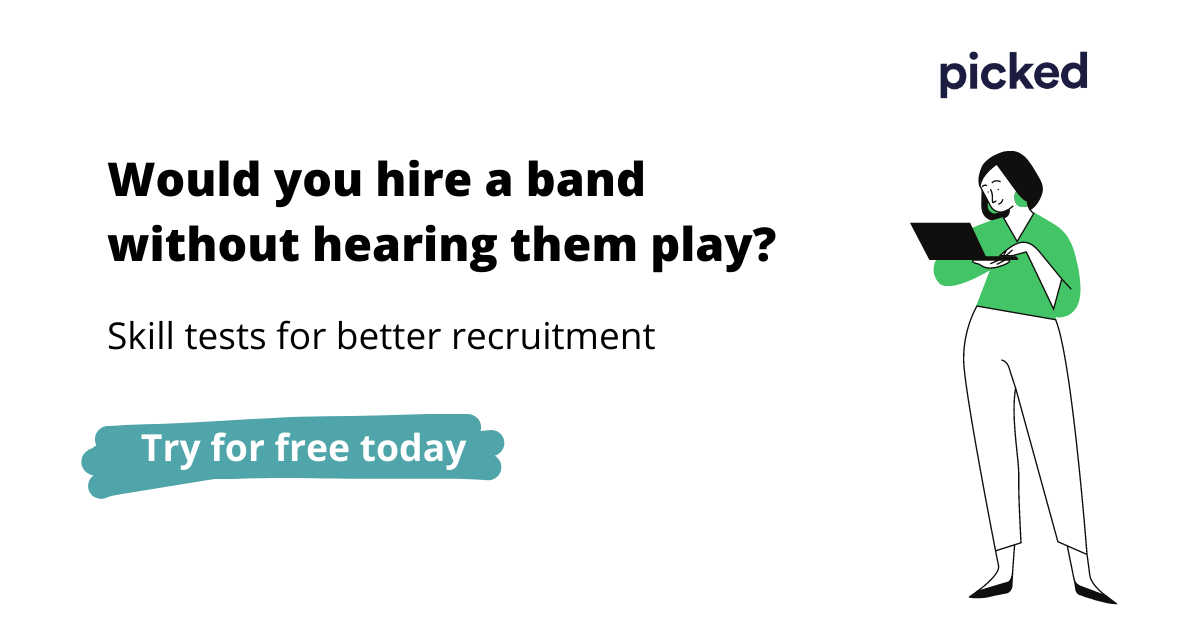 picked
Would you hire a band
without hearing them play?
Skill tests for better recruitment
Try for free today